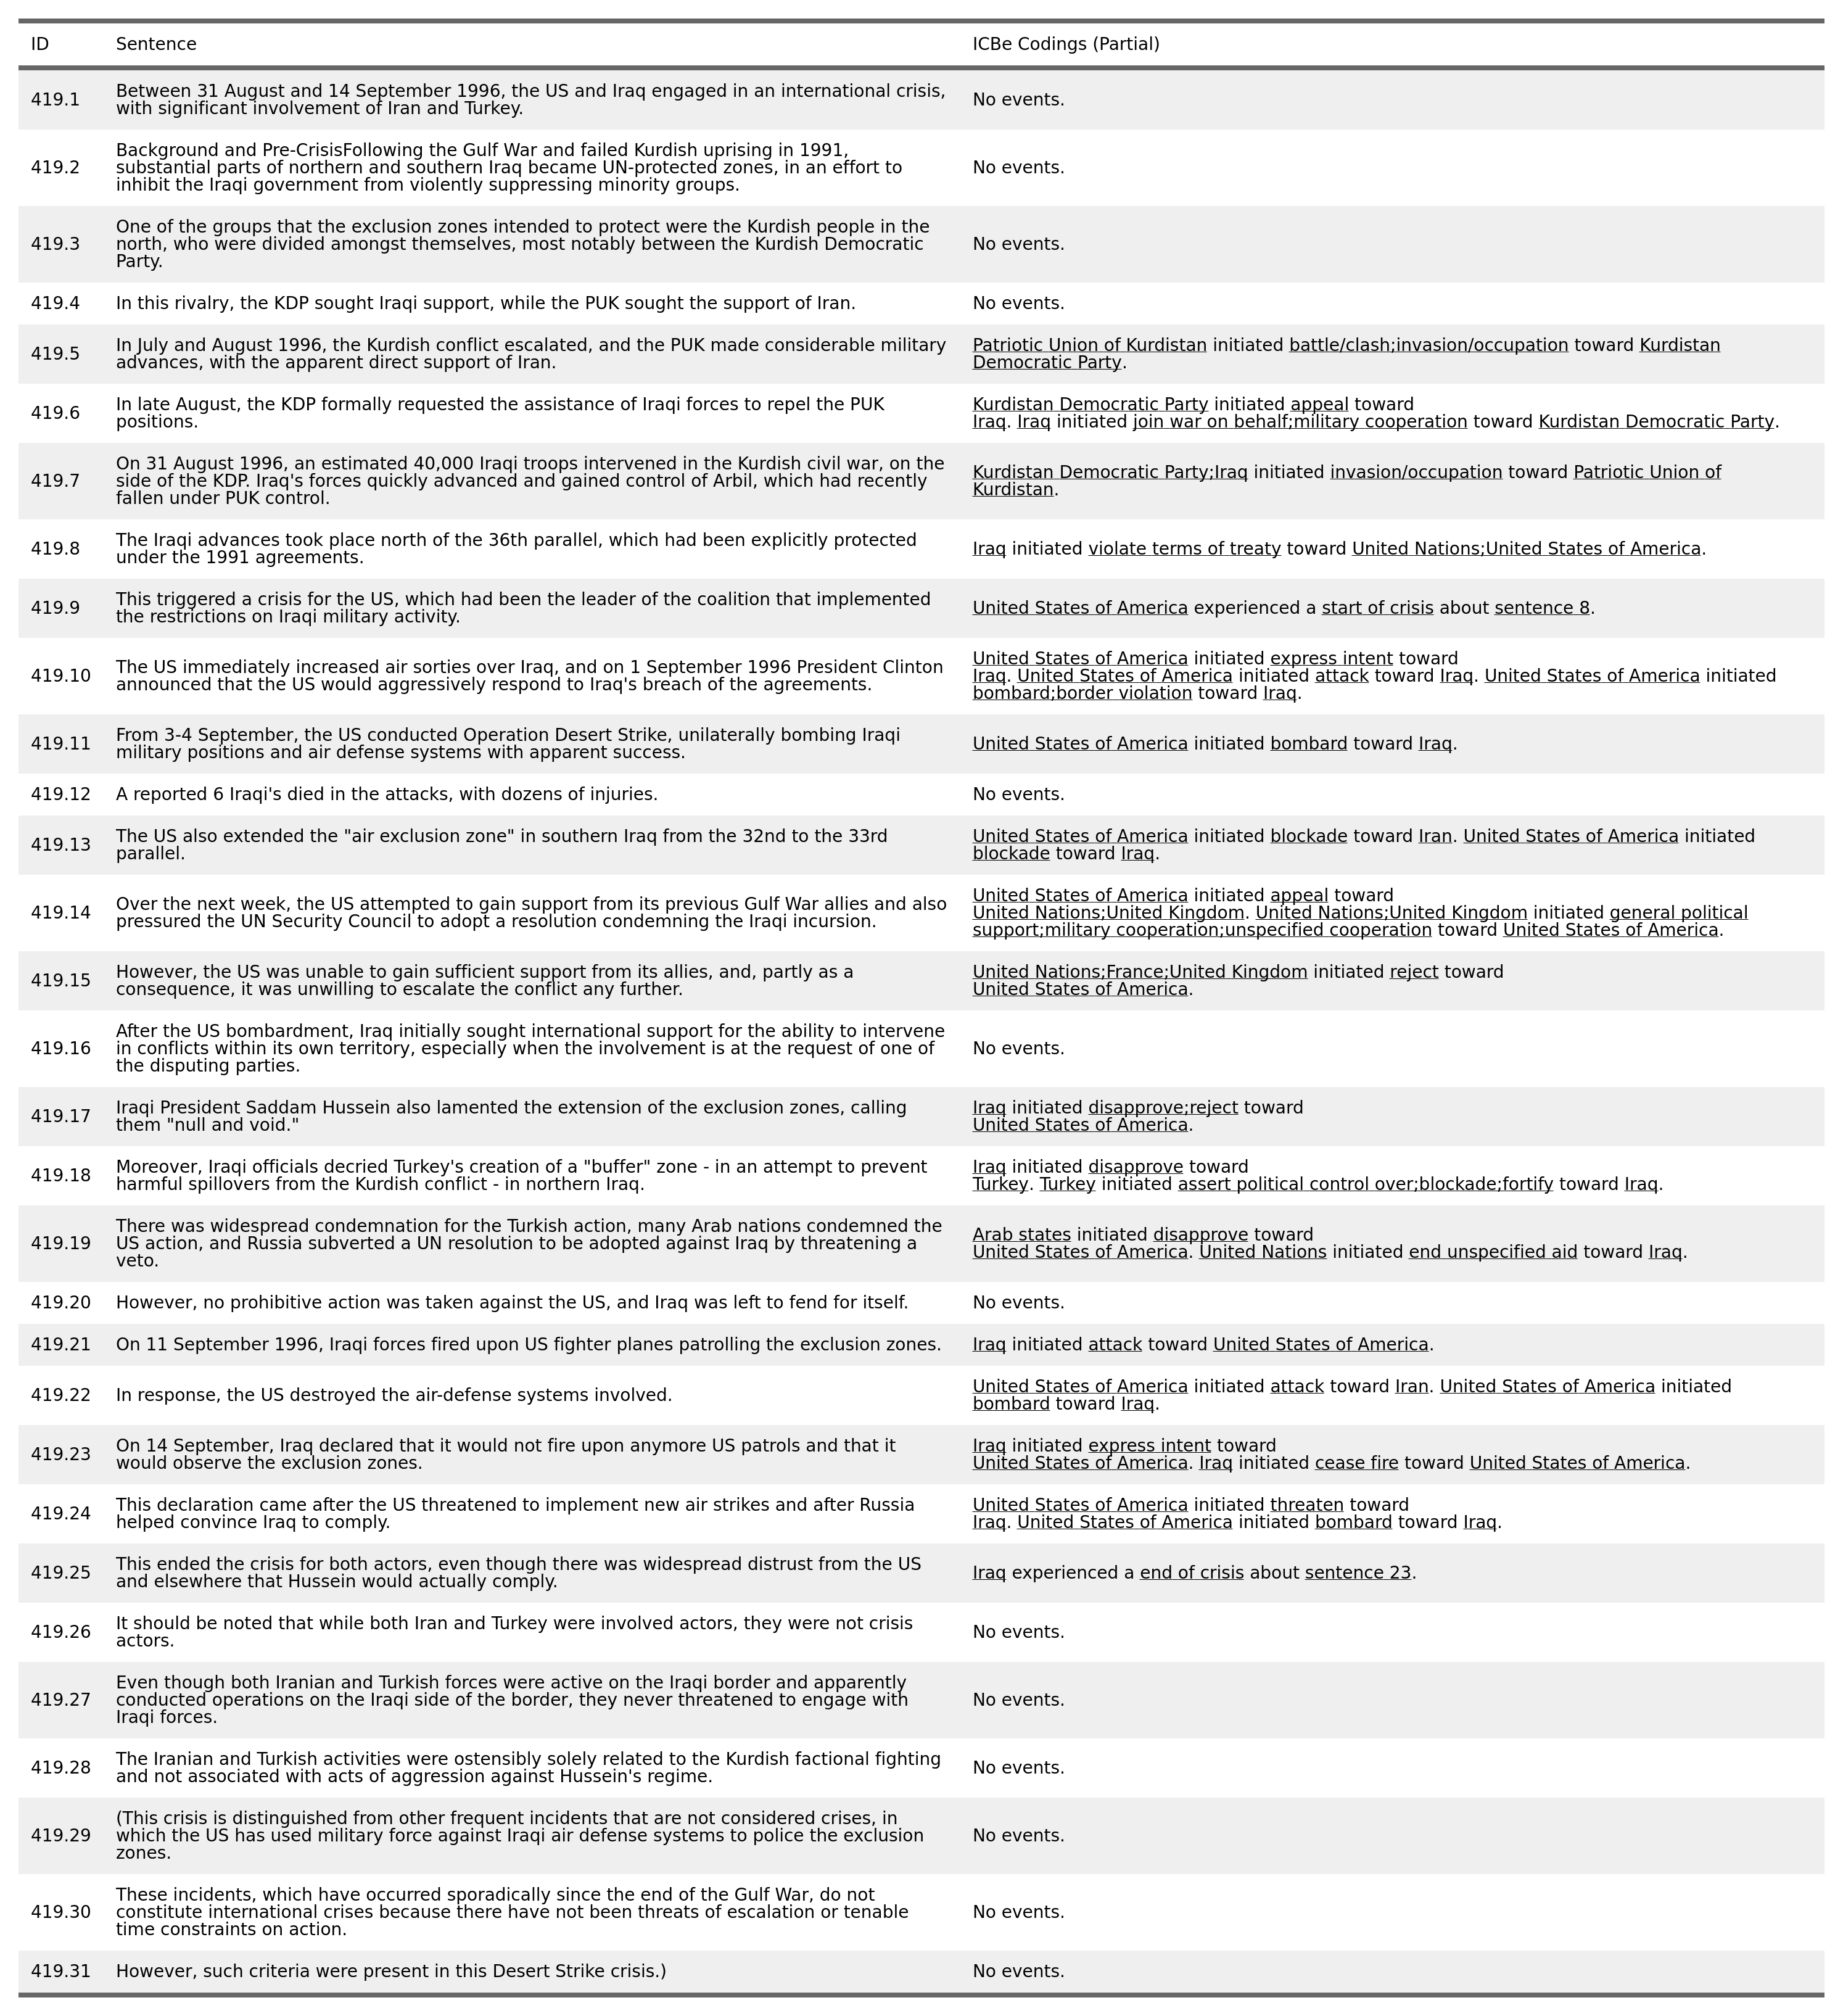 ID Sentence ICBe Codings (Partial)
419.1 Between 31 August and 14 September 1996, the US and Iraq engaged in an international crisis, No events.
with significant involvement of Iran and Turkey.
419.2 Background and Pre-CrisisFollowing the Gulf War and failed Kurdish uprising in 1991,
substantial parts of northern and southern Iraq became UN-protected zones, in an effort to No events.
inhibit the Iraqi government from violently suppressing minority groups.
419.3 One of the groups that the exclusion zones intended to protect were the Kurdish people in the
north, who were divided amongst themselves, most notably between the Kurdish Democratic No events.
Party.
419.4 In this rivalry, the KDP sought Iraqi support, while the PUK sought the support of Iran. No events.
419.5 In July and August 1996, the Kurdish conflict escalated, and the PUK made considerable military
advances, with the apparent direct support of Iran.
Patriotic Union of Kurdistan initiated battle/clash;invasion/occupation toward Kurdistan
Democratic Party.
419.6 In late August, the KDP formally requested the assistance of Iraqi forces to repel the PUK
positions.
Kurdistan Democratic Party initiated appeal toward
Iraq. Iraq initiated join war on behalf;military cooperation toward Kurdistan Democratic Party.
419.7 On 31 August 1996, an estimated 40,000 Iraqi troops intervened in the Kurdish civil war, on the
side of the KDP. Iraq's forces quickly advanced and gained control of Arbil, which had recently
fallen under PUK control.
Kurdistan Democratic Party;Iraq initiated invasion/occupation toward Patriotic Union of
Kurdistan.
419.8 The Iraqi advances took place north of the 36th parallel, which had been explicitly protected
under the 1991 agreements.
Iraq initiated violate terms of treaty toward United Nations;United States of America.
419.9 This triggered a crisis for the US, which had been the leader of the coalition that implemented
the restrictions on Iraqi military activity.
United States of America experienced a start of crisis about sentence 8.
419.10 The US immediately increased air sorties over Iraq, and on 1 September 1996 President Clinton
announced that the US would aggressively respond to Iraq's breach of the agreements.
United States of America initiated express intent toward
Iraq. United States of America initiated attack toward Iraq. United States of America initiated
bombard;border violation toward Iraq.
419.11 From 3-4 September, the US conducted Operation Desert Strike, unilaterally bombing Iraqi
military positions and air defense systems with apparent success.
United States of America initiated bombard toward Iraq.
419.12 A reported 6 Iraqi's died in the attacks, with dozens of injuries. No events.
419.13 The US also extended the "air exclusion zone" in southern Iraq from the 32nd to the 33rd
parallel.
United States of America initiated blockade toward Iran. United States of America initiated
blockade toward Iraq.
419.14 Over the next week, the US attempted to gain support from its previous Gulf War allies and also
pressured the UN Security Council to adopt a resolution condemning the Iraqi incursion.
United States of America initiated appeal toward
United Nations;United Kingdom. United Nations;United Kingdom initiated general political
support;military cooperation;unspecified cooperation toward United States of America.
419.15 However, the US was unable to gain sufficient support from its allies, and, partly as a
consequence, it was unwilling to escalate the conflict any further.
United Nations;France;United Kingdom initiated reject toward
United States of America.
419.16 After the US bombardment, Iraq initially sought international support for the ability to intervene
in conflicts within its own territory, especially when the involvement is at the request of one of
the disputing parties.
No events.
419.17 Iraqi President Saddam Hussein also lamented the extension of the exclusion zones, calling
them "null and void."
Iraq initiated disapprove;reject toward
United States of America.
419.18 Moreover, Iraqi officials decried Turkey's creation of a "buffer" zone - in an attempt to prevent
harmful spillovers from the Kurdish conflict - in northern Iraq.
Iraq initiated disapprove toward
Turkey. Turkey initiated assert political control over;blockade;fortify toward Iraq.
419.19 There was widespread condemnation for the Turkish action, many Arab nations condemned the
US action, and Russia subverted a UN resolution to be adopted against Iraq by threatening a
veto.
Arab states initiated disapprove toward
United States of America. United Nations initiated end unspecified aid toward Iraq.
419.20 However, no prohibitive action was taken against the US, and Iraq was left to fend for itself. No events.
419.21 On 11 September 1996, Iraqi forces fired upon US fighter planes patrolling the exclusion zones. Iraq initiated attack toward United States of America.
419.22 In response, the US destroyed the air-defense systems involved.
United States of America initiated attack toward Iran. United States of America initiated
bombard toward Iraq.
419.23 On 14 September, Iraq declared that it would not fire upon anymore US patrols and that it
would observe the exclusion zones.
Iraq initiated express intent toward
United States of America. Iraq initiated cease fire toward United States of America.
419.24 This declaration came after the US threatened to implement new air strikes and after Russia
helped convince Iraq to comply.
United States of America initiated threaten toward
Iraq. United States of America initiated bombard toward Iraq.
419.25 This ended the crisis for both actors, even though there was widespread distrust from the US
and elsewhere that Hussein would actually comply.
Iraq experienced a end of crisis about sentence 23.
419.26 It should be noted that while both Iran and Turkey were involved actors, they were not crisis
actors.
No events.
419.27 Even though both Iranian and Turkish forces were active on the Iraqi border and apparently
conducted operations on the Iraqi side of the border, they never threatened to engage with
Iraqi forces.
No events.
419.28 The Iranian and Turkish activities were ostensibly solely related to the Kurdish factional fighting
and not associated with acts of aggression against Hussein's regime.
No events.
419.29 (This crisis is distinguished from other frequent incidents that are not considered crises, in
which the US has used military force against Iraqi air defense systems to police the exclusion
zones.
No events.
419.30 These incidents, which have occurred sporadically since the end of the Gulf War, do not
constitute international crises because there have not been threats of escalation or tenable
time constraints on action.
No events.
419.31 However, such criteria were present in this Desert Strike crisis.) No events.